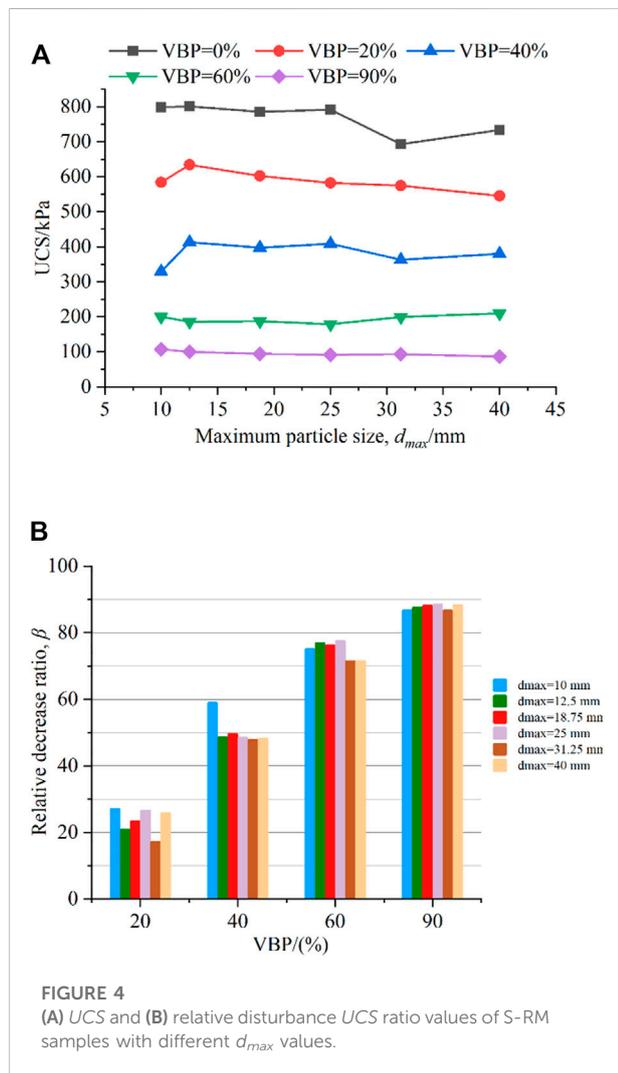 A
VBP=0% VBP=20% VBP=40%
VBP=60% VBP=90%
800
700
600
500
400
300
200
100
0
UCS/kPa
5 10 15 20 25 30 35 40 45
Maximum particle size, dmax/mm
B
100
80
60
40
20
0
Relative decrease ratio, β
20 40 60 90
VBP/(%)
dmax=10 mm
dmax=12.5 mm
dmax=18.75 mm
dmax=25 mm
dmax=31.25 mm
dmax=40 mm
FIGURE 4
(A) UCS and (B) relative disturbance UCS ratio values of S-RM
samples with different dmax values.